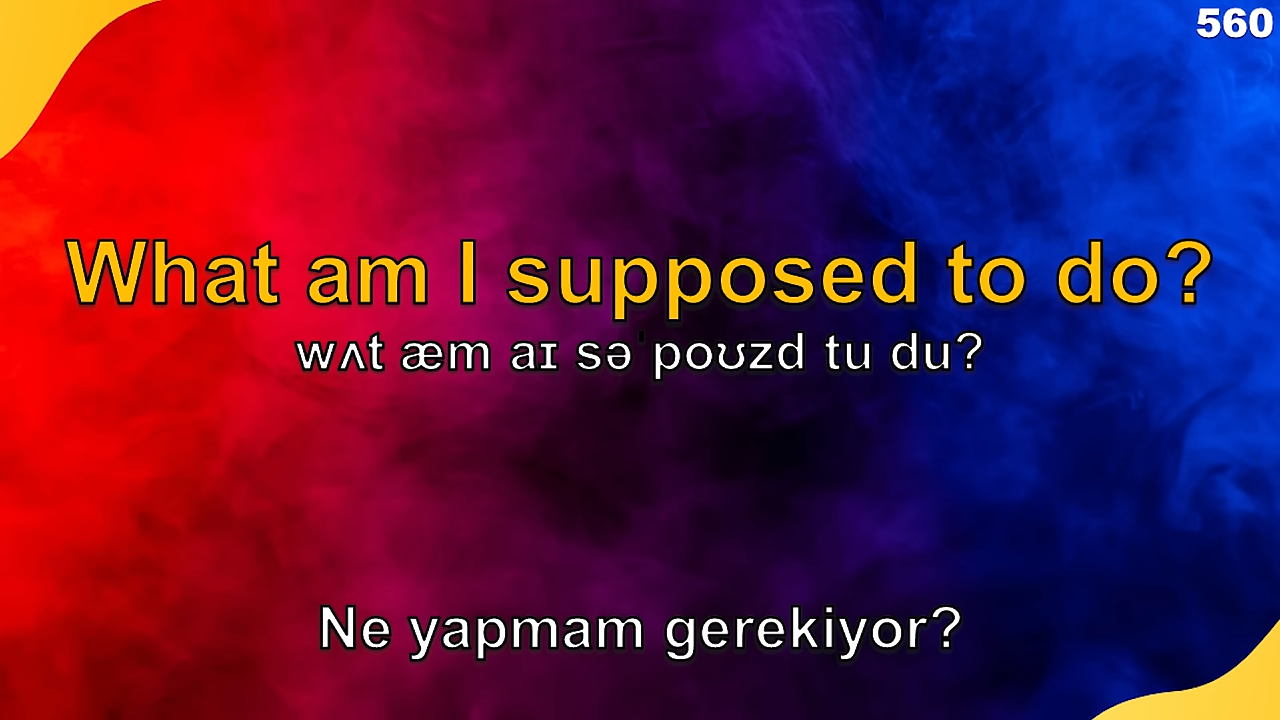 560
What am I supposed to do?
wʌt æm aɪ səˈpoʊzd tu du?
Ne yapmam gerekiyor?